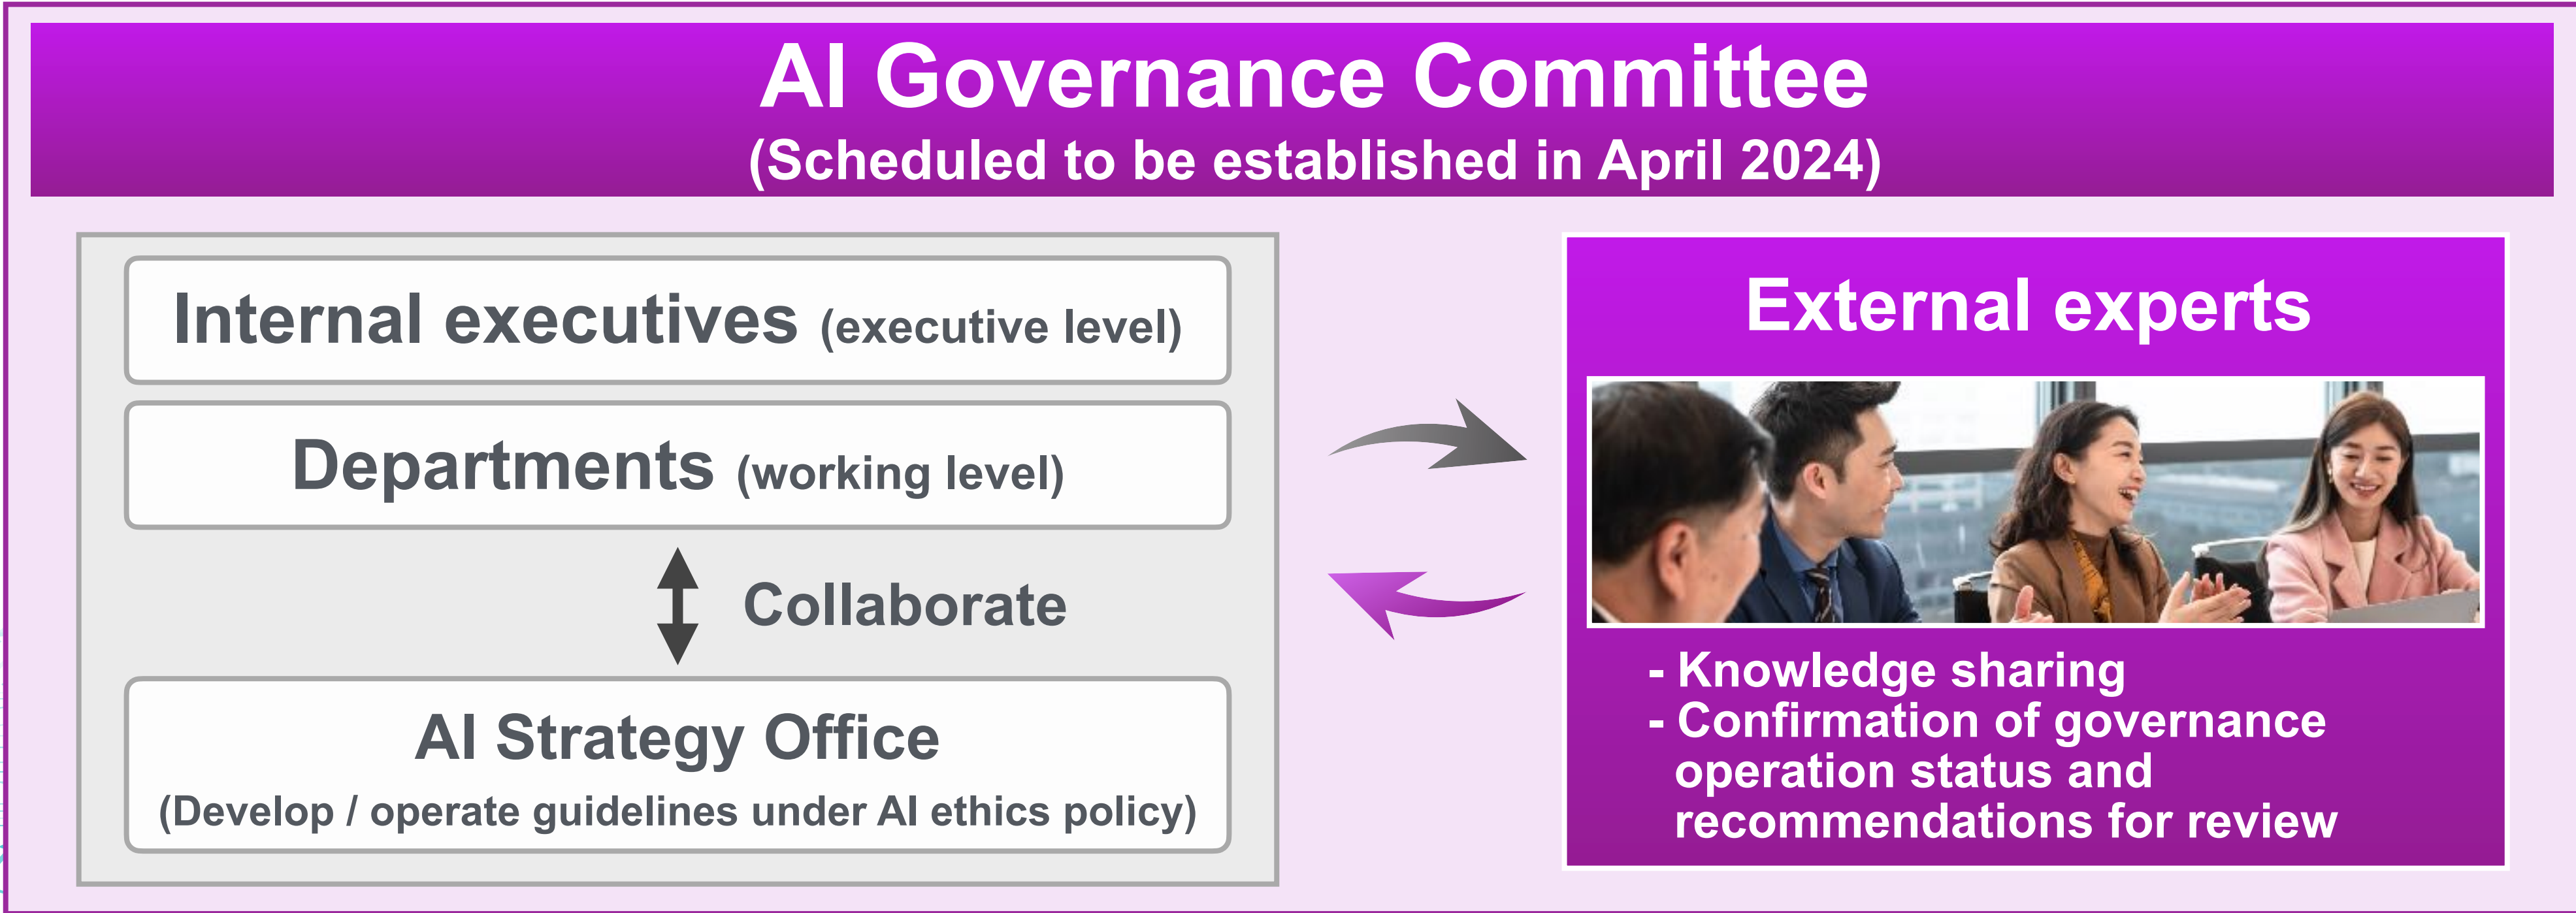 AI Governance Committee
(Scheduled to be established in April 2024)
Internal executives (executive level)
Departments (working level)
Collaborate
AI Strategy Office
(Develop / operate guidelines under AI ethics policy)
External experts
- Knowledge sharing
- Confirmation of governance
operation status and
recommendations for review